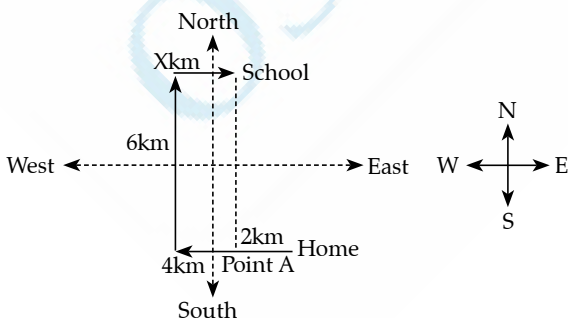 North
Xkm School
N
6km
West East W E
S
2km Home
4km Point A
South